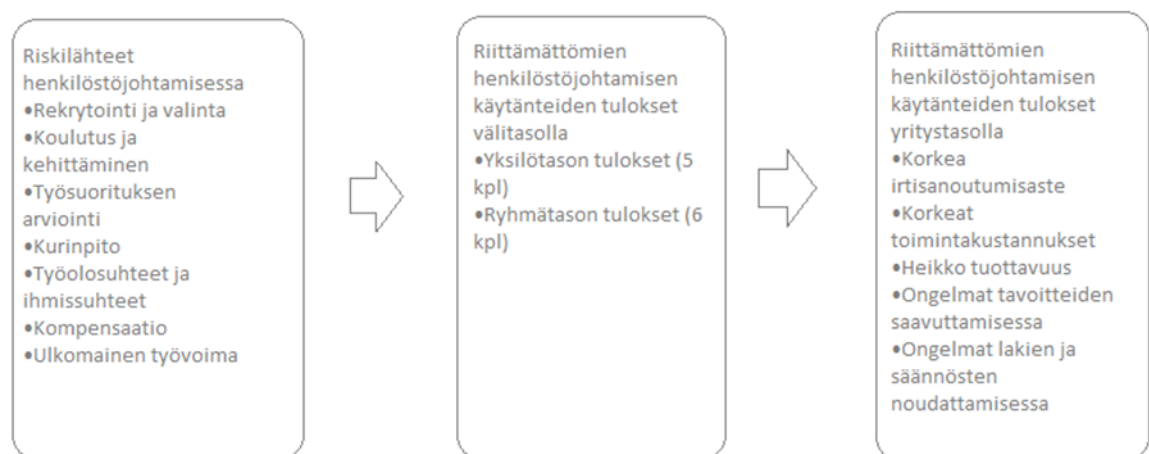 Riskilähteet
henkilöstöjohtamisessa
•Rekrytointi ja valinta
•Koulutus ja
kehittäminen
•Työsuorituksen
arviointi
•Kurinpito
•Työolosuhteet ja
ihmissuhteet
•Kompensaatio
•Ulkomainen työvoima
Riittämättömien
henkilöstöjohtamisen
käytänteiden tulokset
välitasolla
•Yksilötason tulokset (5
kpl)
•Ryhmätason tulokset (6
kpl)
Riittämättömien
henkilöstöjohtamisen
käytänteiden tulokset
yritystasolla
•Korkea
irtisanoutumisaste
•Korkeat
toimintakustannukset
•Heikko tuottavuus
•Ongelmat tavoitteiden
saavuttamisessa
•Ongelmat lakien ja
säännösten
noudattamisessa